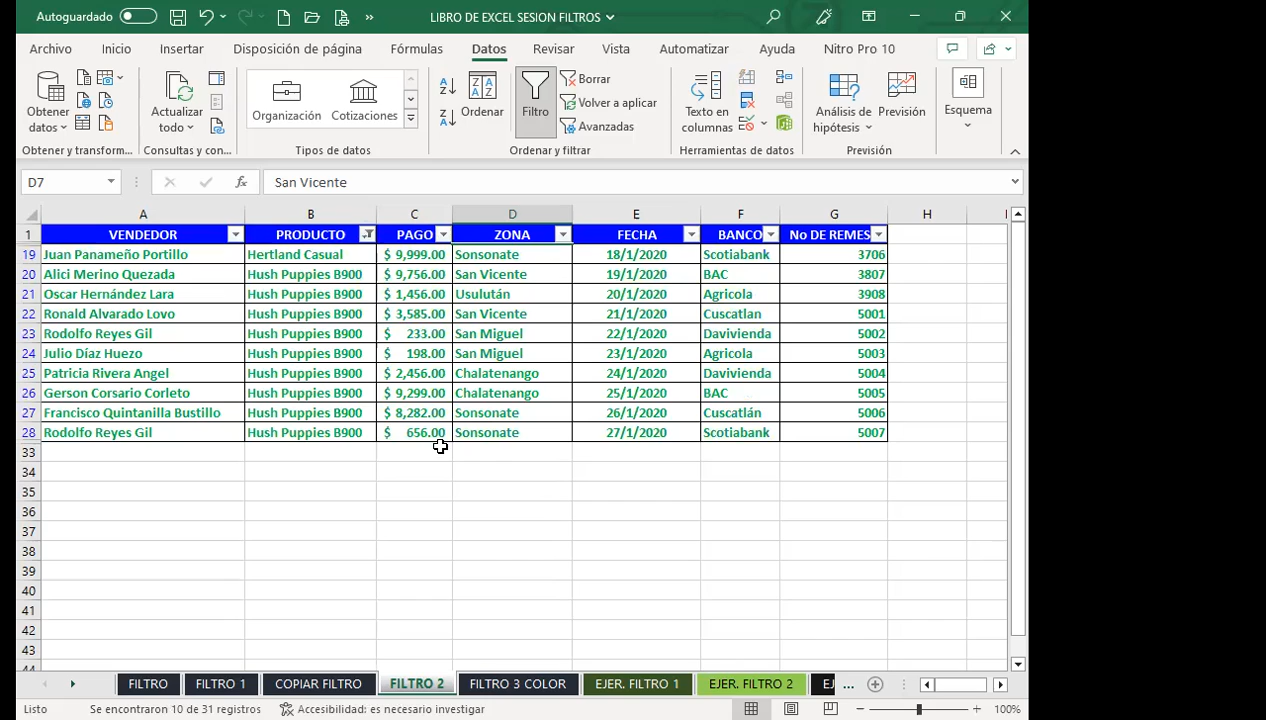 Autoguardado
LIBRO DE EXCEL SESION FILTROS
Archivo Inicio Insertar Disposición de página Fórmulas Datos Revisar Vista Automatizar Ayuda Nitro Pro 10
Obtener datos
Actualizar todo
Organización Cotizaciones
Ordenar
Filtro
Borrar
Volver a aplicar
Avanzadas
Texto en columnas
Análisis de hipótesis
Previsión
Esquema
Obtener y transform... Consultas y con... Tipos de datos Ordenar y filtrar Herramientas de datos Previsión
D7 fx San Vicente
A B C D E F G H I
1 VENDEDOR PRODUCTO PAGO ZONA FECHA BANCO No DE REMES
19 Juan Panameño Portillo Hertland Casual $ 9,999.00 Sonsonate 18/1/2020 Scotiabank 3706
20 Alici Merino Quezada Hush Puppies B900 $ 9,756.00 San Vicente 19/1/2020 BAC 3807
21 Oscar Hernández Lara Hush Puppies B900 $ 1,456.00 Usulután 20/1/2020 Agricola 3908
22 Ronald Alvarado Lovo Hush Puppies B900 $ 3,585.00 San Vicente 21/1/2020 Cuscatlan 5001
23 Rodolfo Reyes Gil Hush Puppies B900 $ 233.00 San Miguel 22/1/2020 Davivienda 5002
24 Julio Díaz Huezo Hush Puppies B900 $ 198.00 San Miguel 23/1/2020 Agricola 5003
25 Patricia Rivera Angel Hush Puppies B900 $ 2,456.00 Chalatenango 24/1/2020 Davivienda 5004
26 Gerson Corsario Corleto Hush Puppies B900 $ 9,299.00 Chalatenango 25/1/2020 BAC 5005
27 Francisco Quintanilla Bustillo Hush Puppies B900 $ 8,282.00 Sonsonate 26/1/2020 Cuscatlán 5006
28 Rodolfo Reyes Gil Hush Puppies B900 $ 656.00 Sonsonate 27/1/2020 Scotiabank 5007
33
34
35
36
37
38
39
40
41
42
43
44
FILTRO FILTRO 1 COPIAR FILTRO FILTRO 2 FILTRO 3 COLOR EJER. FILTRO 1 EJER. FILTRO 2 EJ ...
Listo Se encontraron 10 de 31 registros Accesibilidad: es necesario investigar 100%